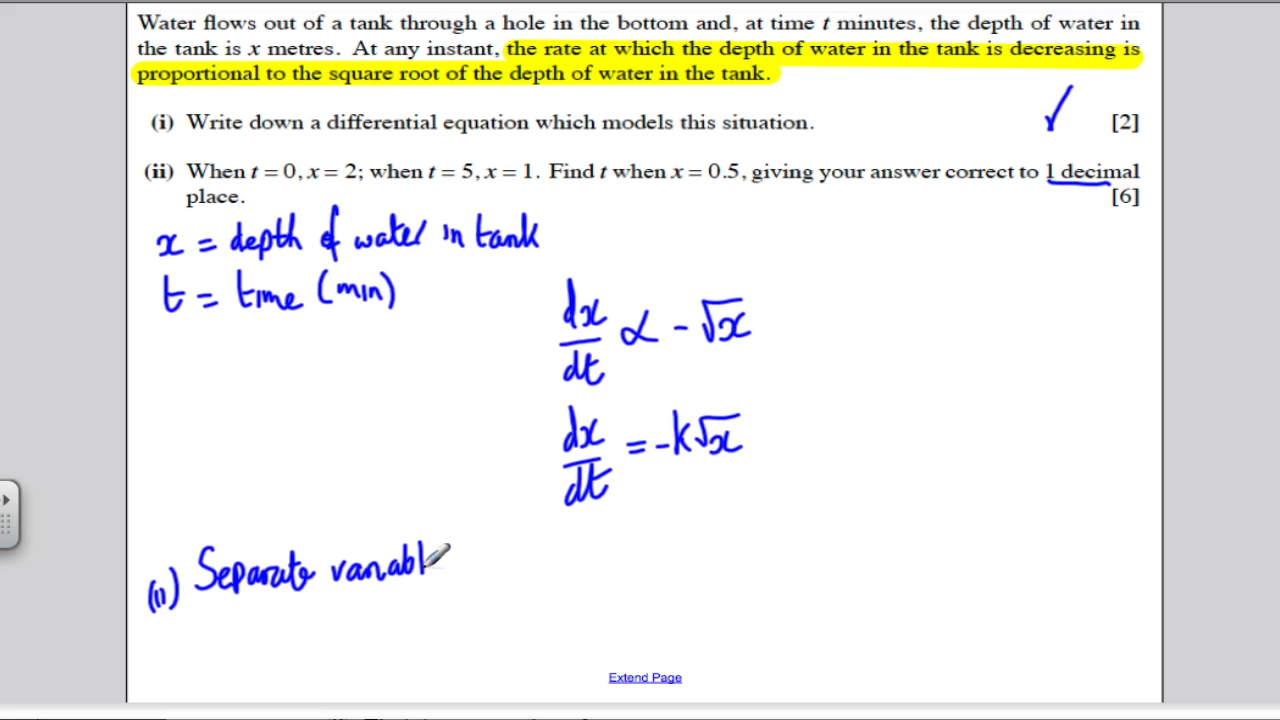 Water flows out of a tank through a hole in the bottom and, at time t minutes, the depth of water in
the tank is x metres. At any instant, the rate at which the depth of water in the tank is decreasing is
proportional to the square root of the depth of water in the tank.
(i) Write down a differential equation which models this situation. [2]
(ii) When t = 0, x = 2; when t = 5, x = 1. Find t when x = 0.5, giving your answer correct to 1 decimal
place. [6]
x = depth of water in tank
t = time (min)
dx/dt ∝ -√x
dx/dt = -k√x
(ii) Separate variabl
Extend Page